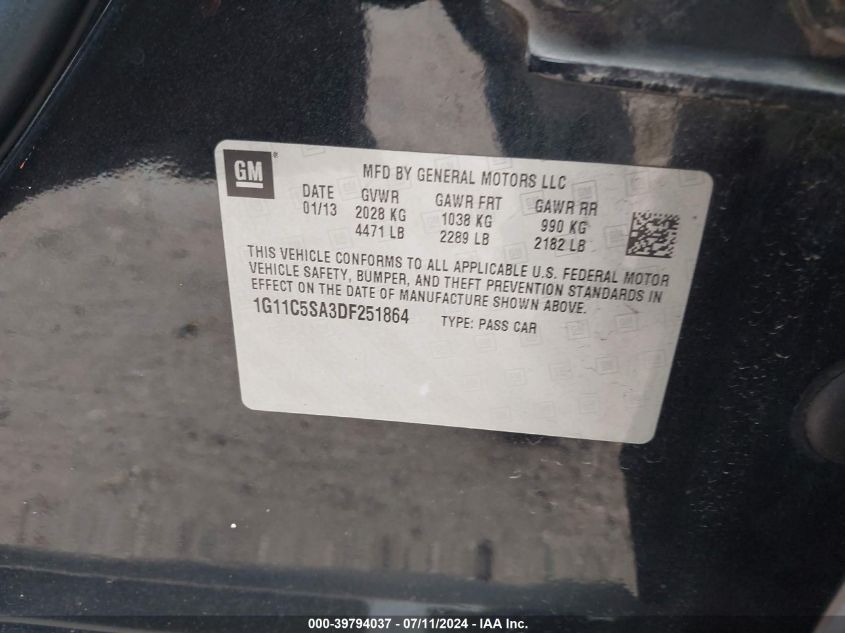 GM
MFD BY GENERAL MOTORS LLC
DATE GVWR GAWR FRT GAWR RR
01/13 2028 KG 1038 KG 990 KG
4471 LB 2289 LB 2182 LB
THIS VEHICLE CONFORMS TO ALL APPLICABLE U.S. FEDERAL MOTOR
VEHICLE SAFETY, BUMPER, AND THEFT PREVENTION STANDARDS IN
EFFECT ON THE DATE OF MANUFACTURE SHOWN ABOVE.
1G11C5SA3DF251864 TYPE: PASS CAR
000-39794037 - 07/11/2024 - IAA Inc.